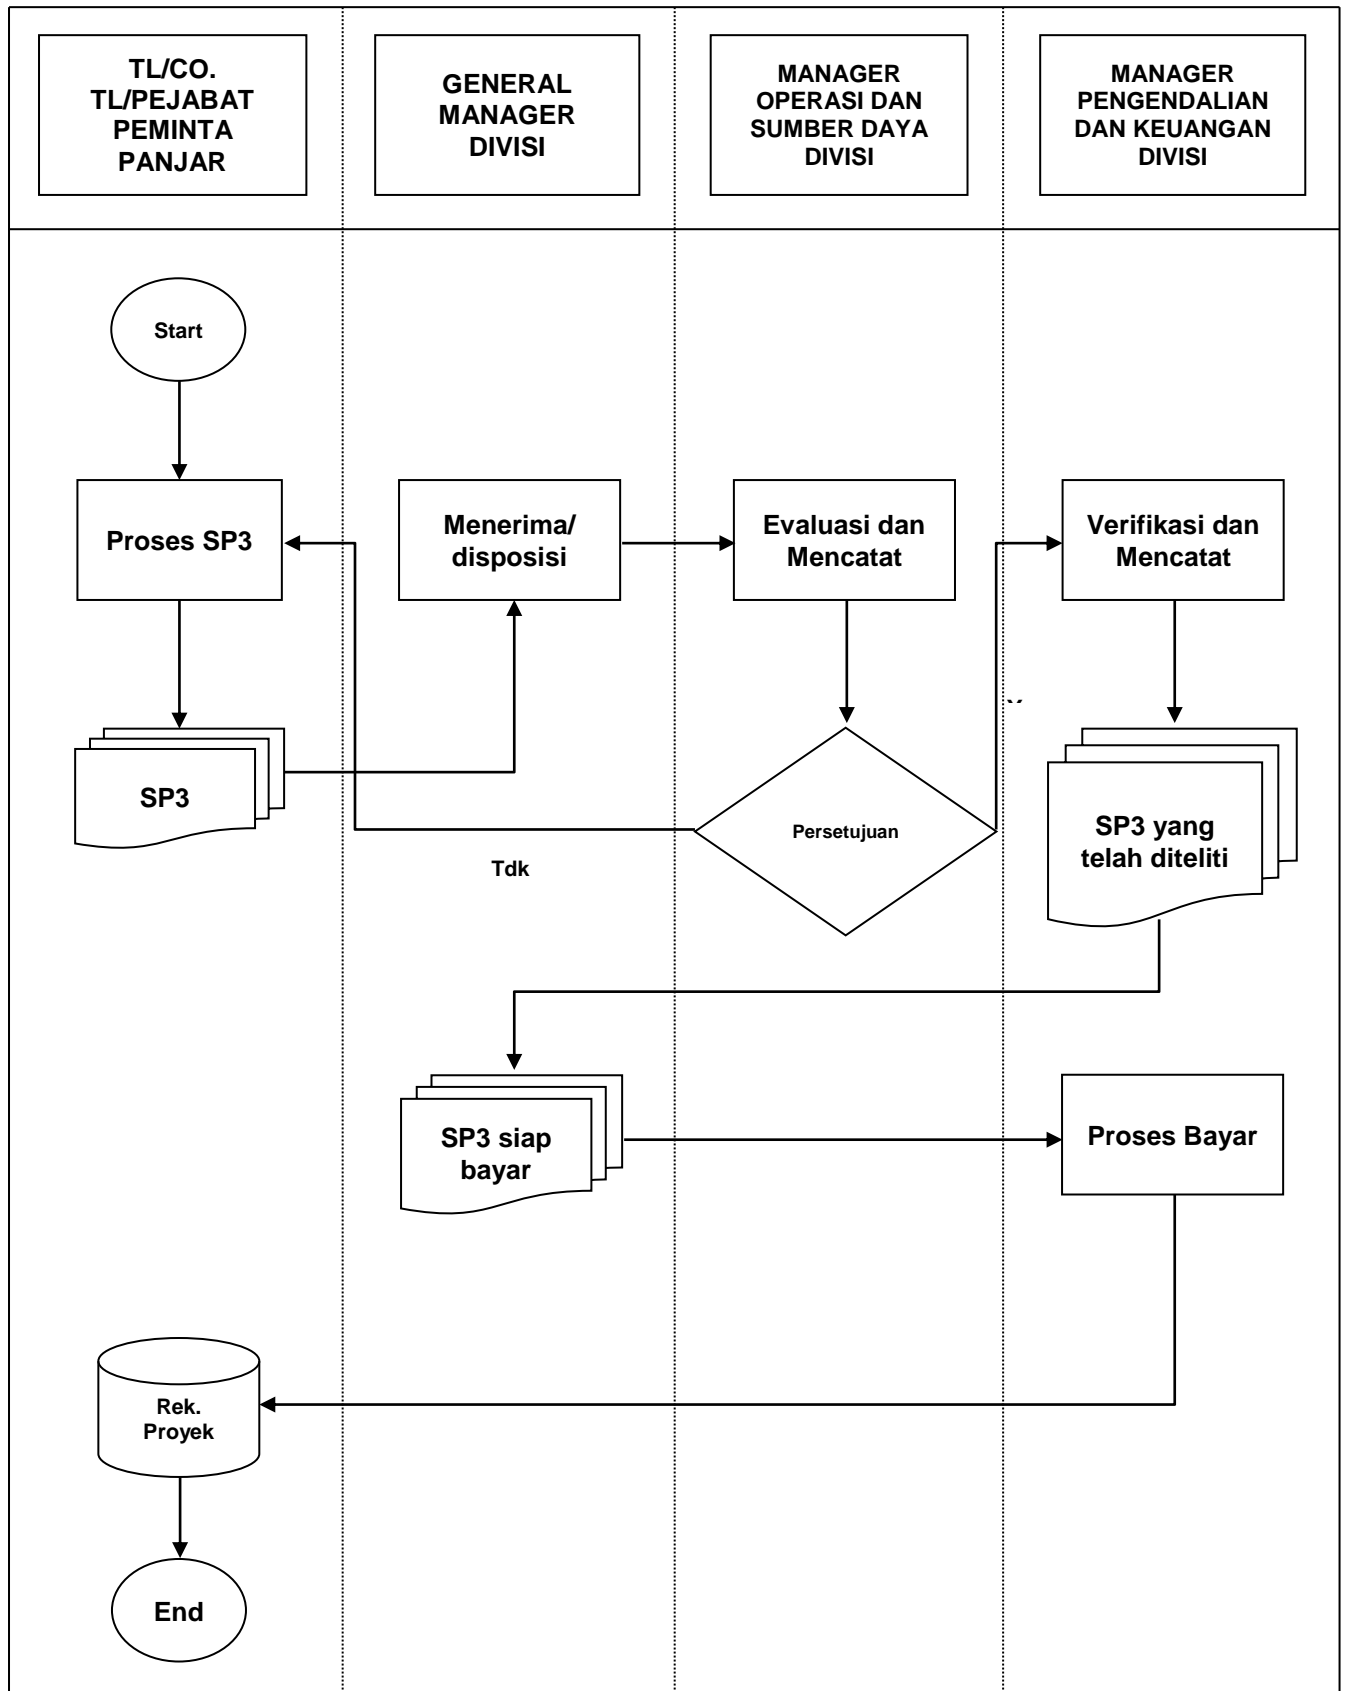 TL/CO.
TL/PEJABAT
PEMINTA
PANJAR
GENERAL
MANAGER
DIVISI
MANAGER
OPERASI DAN
SUMBER DAYA
DIVISI
MANAGER
PENGENDALIAN
DAN KEUANGAN
DIVISI
Start
Proses SP3
Menerima/
disposisi
Evaluasi dan
Mencatat
Verifikasi dan
Mencatat
SP3
Persetujuan
SP3 yang
telah diteliti
Tdk
SP3 siap
bayar
Proses Bayar
Rek.
Proyek
End